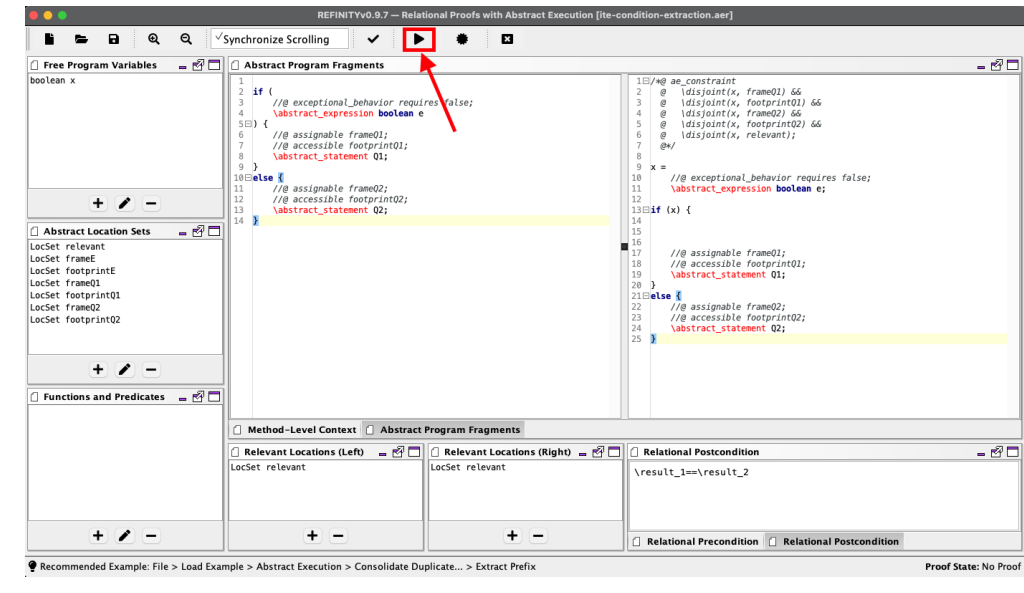 REFINITYv0.9.7 — Relational Proofs with Abstract Execution [ite-condition-extraction.aer]
Synchronize Scrolling
Free Program Variables
boolean x
Abstract Location Sets
LocSet relevant
LocSet frameE
LocSet footprintE
LocSet frameQ1
LocSet footprintQ1
LocSet frameQ2
LocSet footprintQ2
Functions and Predicates
Abstract Program Fragments
1
2 if (
3 //@ exceptional_behavior requires false;
4 \abstract_expression boolean e
5 ) {
6 //@ assignable frameQ1;
7 //@ accessible footprintQ1;
8 \abstract_statement Q1;
9 }
10 else {
11 //@ assignable frameQ2;
12 //@ accessible footprintQ2;
13 \abstract_statement Q2;
14 }
1 /*@ ae_constraint
2 @ \disjoint(x, frameQ1) &&
3 @ \disjoint(x, footprintQ1) &&
4 @ \disjoint(x, frameQ2) &&
5 @ \disjoint(x, footprintQ2) &&
6 @ \disjoint(x, relevant);
7 @*/
8
9 x =
10 //@ exceptional_behavior requires false;
11 \abstract_expression boolean e;
12
13 if (x) {
14
15
16
17 //@ assignable frameQ1;
18 //@ accessible footprintQ1;
19 \abstract_statement Q1;
20 }
21 else {
22 //@ assignable frameQ2;
23 //@ accessible footprintQ2;
24 \abstract_statement Q2;
25 }
Method-Level Context
Abstract Program Fragments
Relevant Locations (Left)
LocSet relevant
Relevant Locations (Right)
LocSet relevant
Relational Postcondition
\result_1==\result_2
Relational Precondition
Relational Postcondition
Recommended Example: File > Load Example > Abstract Execution > Consolidate Duplicate... > Extract Prefix
Proof State: No Proof